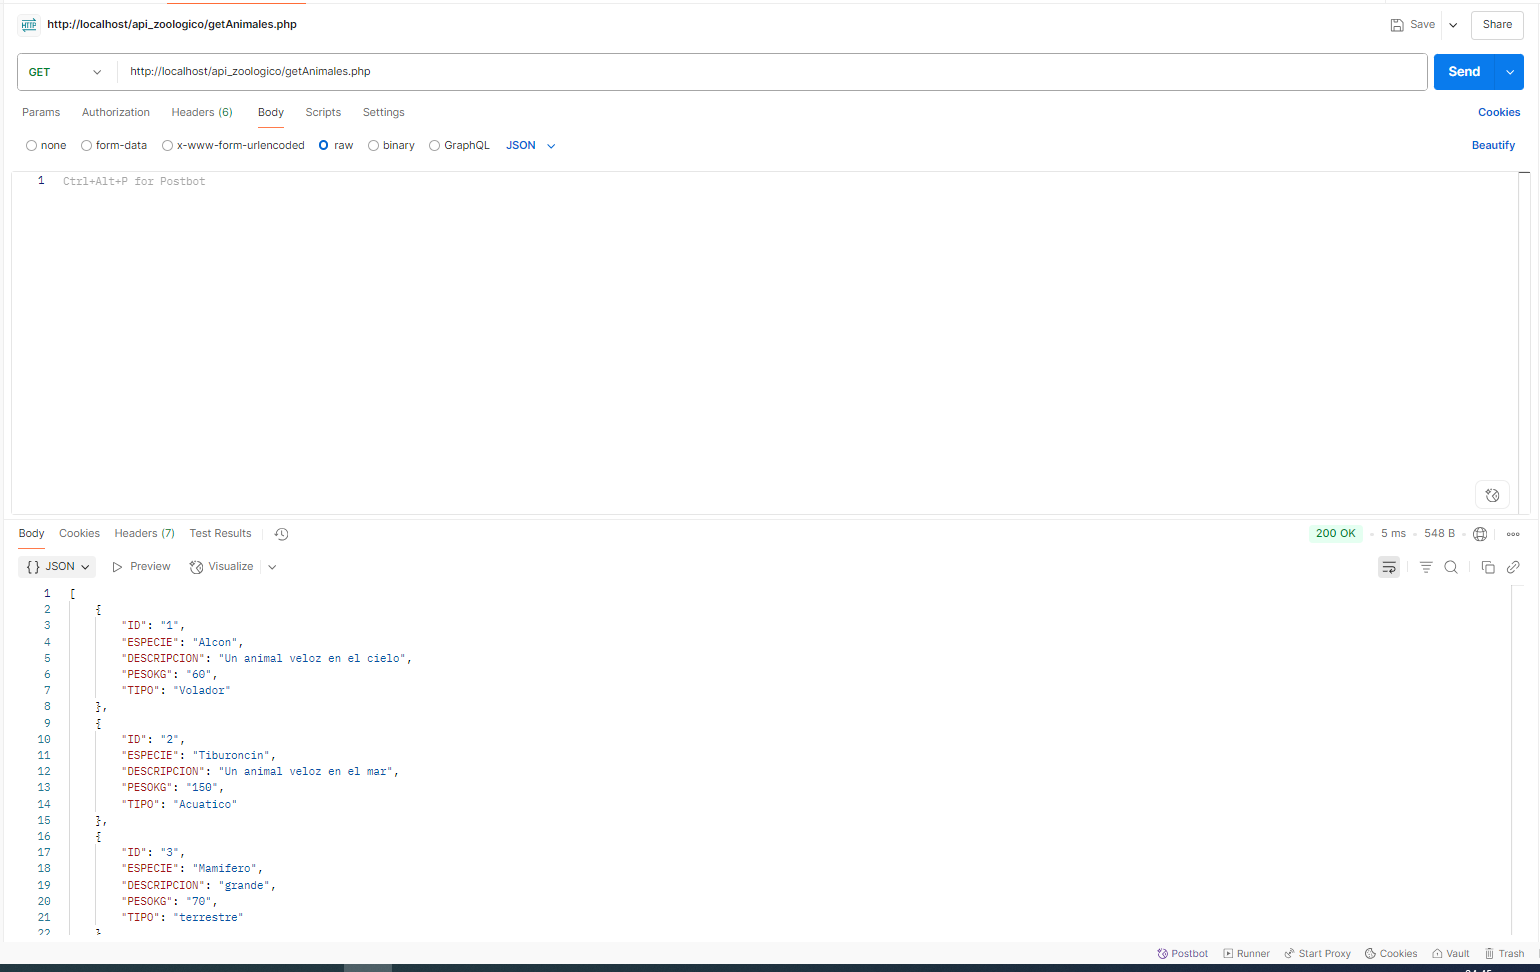 HTTP http://localhost/api_zoologico/getAnimales.php Save Share
GET http://localhost/api_zoologico/getAnimales.php Send
Params Authorization Headers (6) Body Scripts Settings Cookies
none form-data x-www-form-urlencoded raw binary GraphQL JSON Beautify
1 Ctrl+Alt+P for Postbot
Body Cookies Headers (7) Test Results 200 OK 5 ms 548 B
{} JSON Preview Visualize
1 [
2 {
3 "ID": "1",
4 "ESPECIE": "Alcon",
5 "DESCRIPCION": "Un animal veloz en el cielo",
6 "PESOKG": "60",
7 "TIPO": "Volador"
8 },
9 {
10 "ID": "2",
11 "ESPECIE": "Tiburoncin",
12 "DESCRIPCION": "Un animal veloz en el mar",
13 "PESOKG": "150",
14 "TIPO": "Acuatico"
15 },
16 {
17 "ID": "3",
18 "ESPECIE": "Mamifero",
19 "DESCRIPCION": "grande",
20 "PESOKG": "70",
21 "TIPO": "terrestre"
22 }
Postbot Runner Start Proxy Cookies Vault Trash